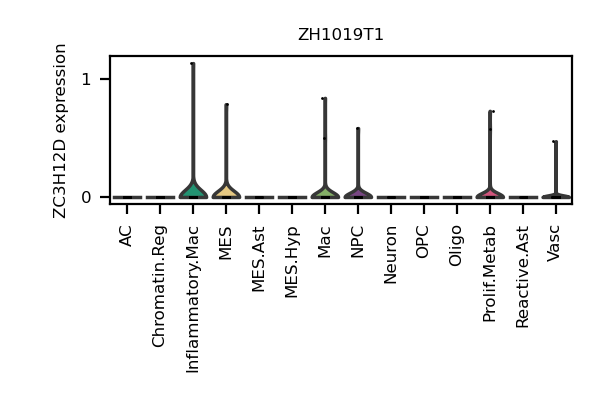 ZH1019T1
ZC3H12D expression
1
0
AC
Chromatin.Reg
Inflammatory.Mac
MES
MES.Ast
MES.Hyp
Mac
NPC
Neuron
OPC
Oligo
Prolif.Metab
Reactive.Ast
Vasc